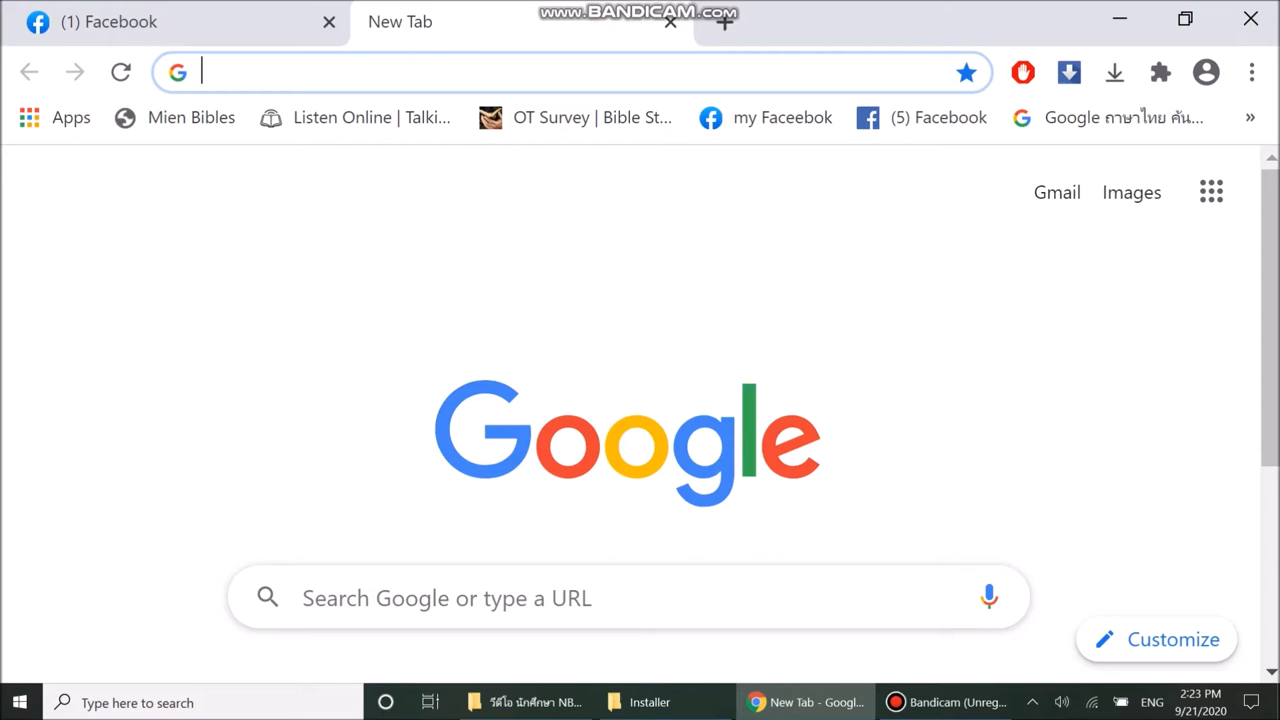 www.BANDICAM.com
(1) Facebook
New Tab
Apps
Mien Bibles
Listen Online | Talki...
OT Survey | Bible St...
my Faceebok
(5) Facebook
Google ภาษาไทย คัน...
»
Gmail
Images
Google
Search Google or type a URL
Customize
Type here to search
วีดีโอ นักศึกษา NB...
Installer
New Tab - Googl...
Bandicam (Unreg...
ENG
2:23 PM
9/21/2020